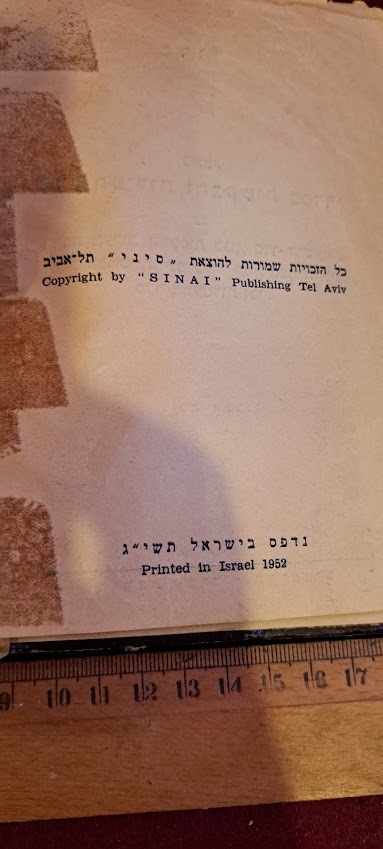 כל הזכויות שמורות להוצאת „סיני" תל־אביב
Copyright by "SINAI" Publishing Tel Aviv
נדפס בישראל תשי"ג
Printed in Israel 1952
9 10 11 12 13 14 15 16 17